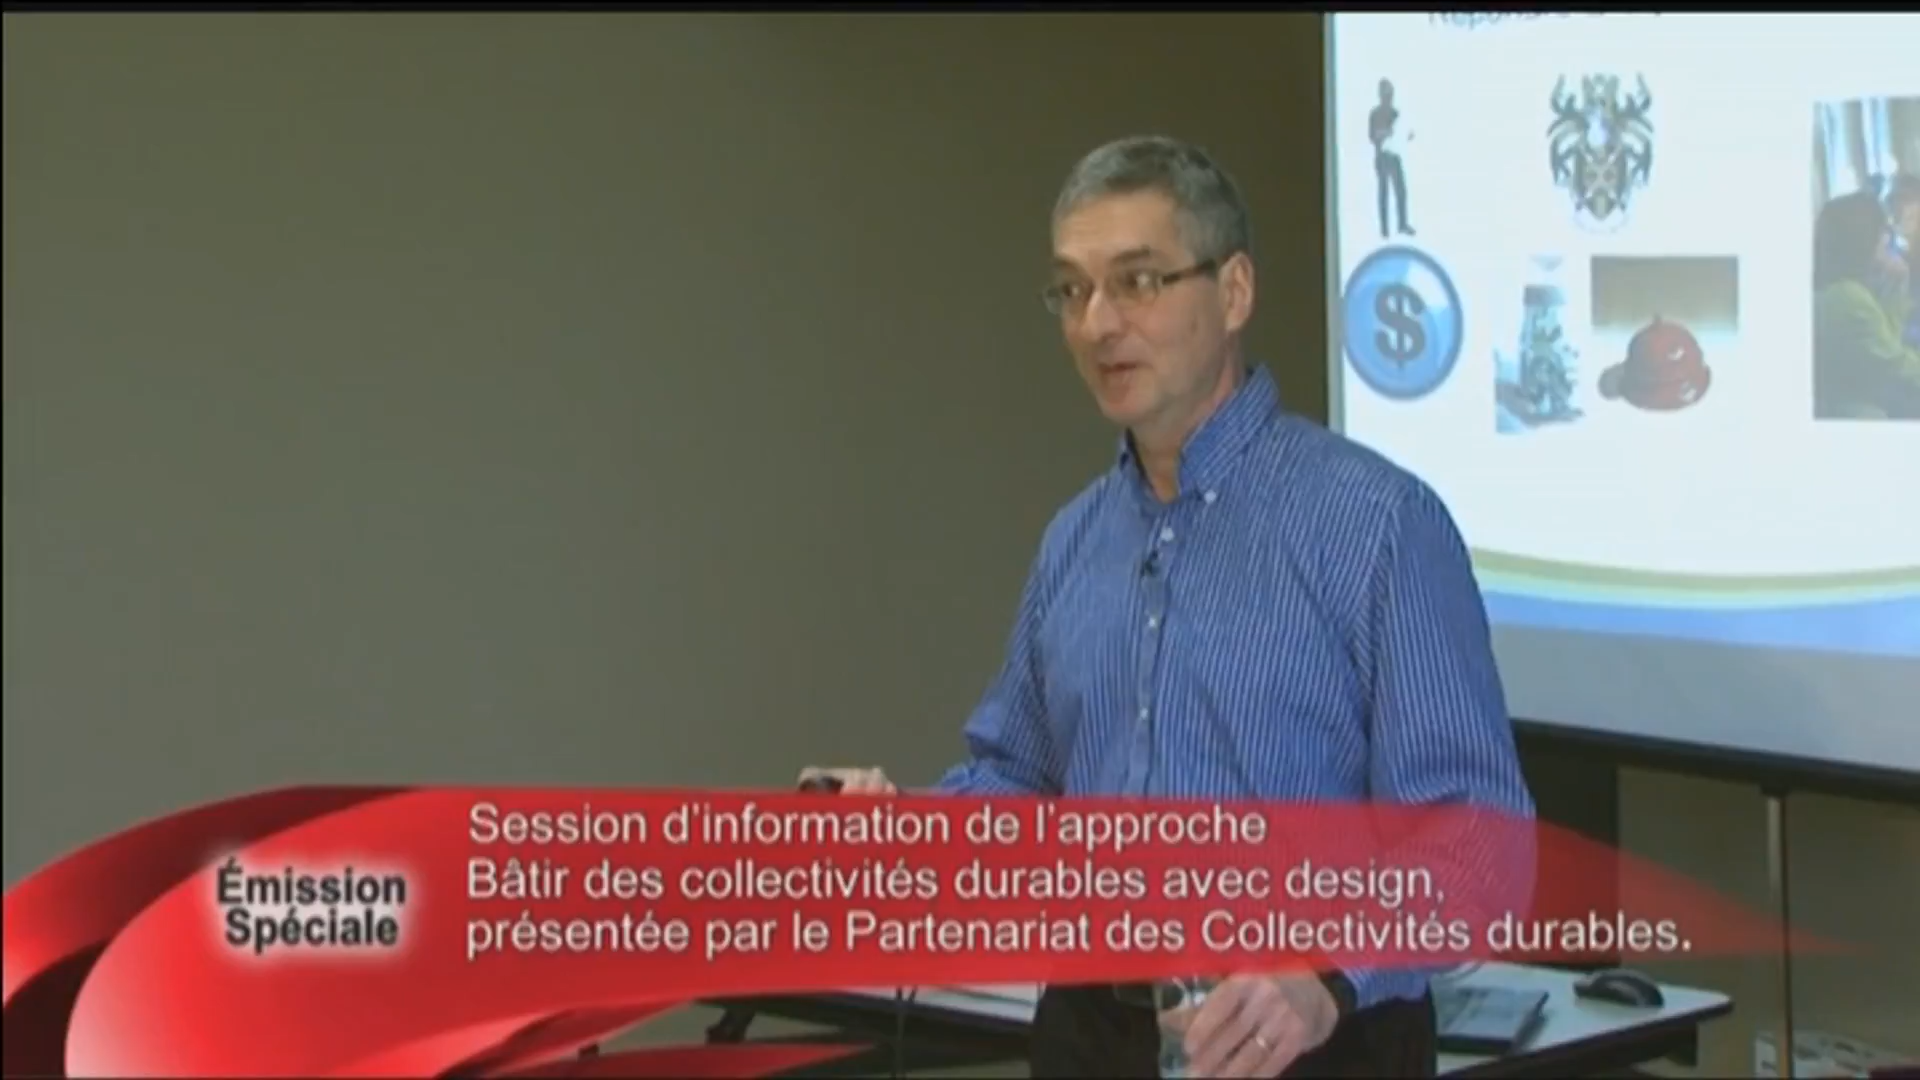 Session d'information de l'approche
Bâtir des collectivités durables avec design,
présentée par le Partenariat des Collectivités durables.
Émission
Spéciale
$